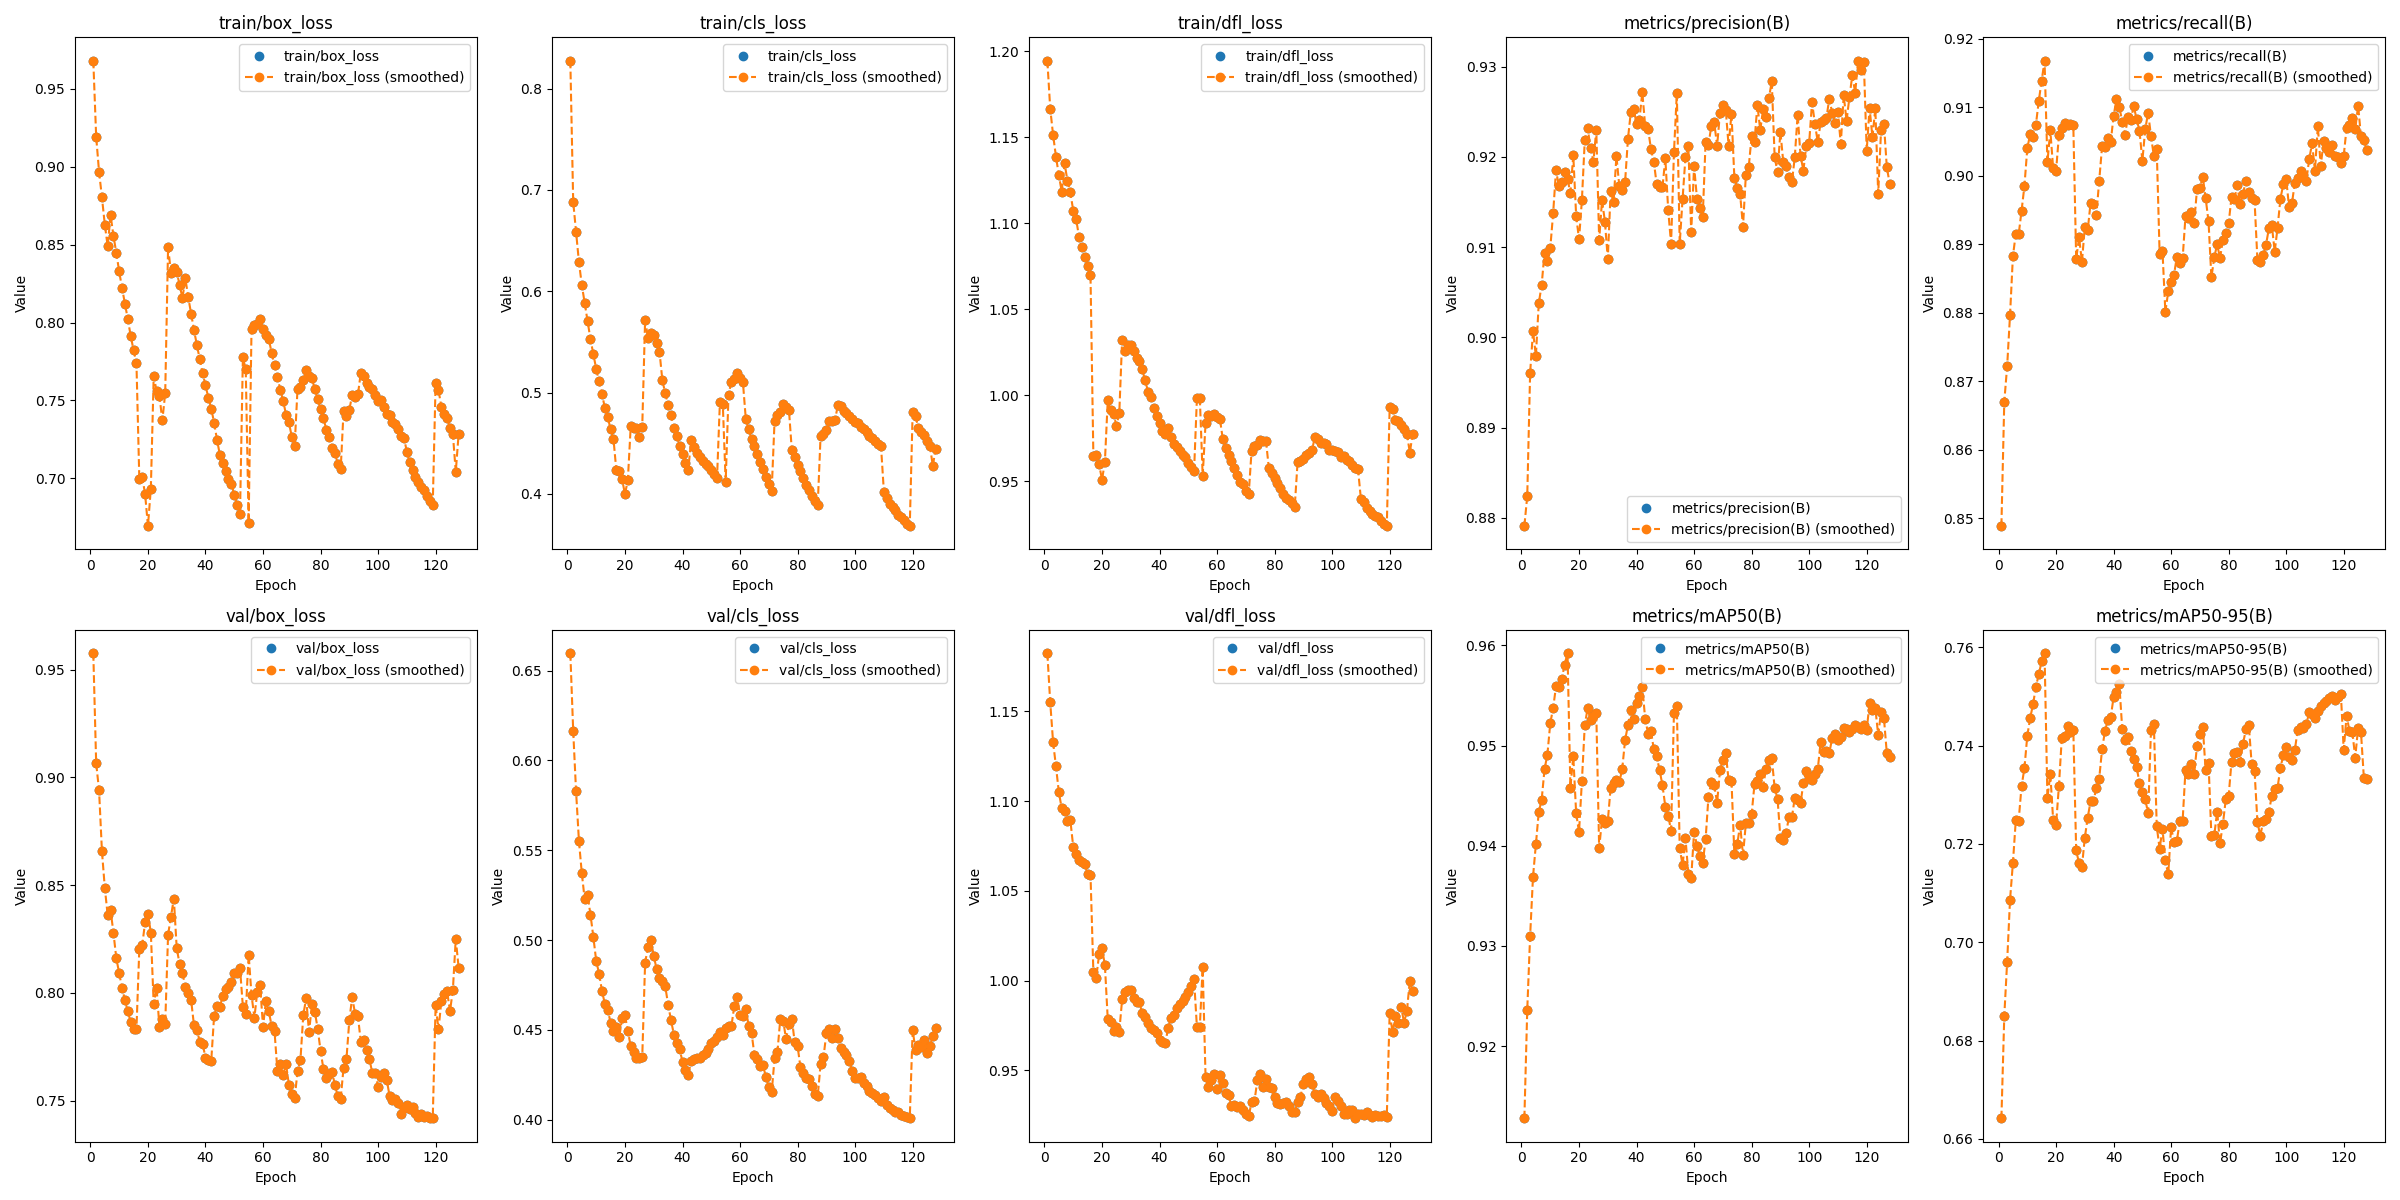 train/box_loss
train/box_loss
train/box_loss (smoothed)
0.95
0.90
0.85
0.80
0.75
0.70
Value
0 20 40 60 80 100 120
Epoch
train/cls_loss
train/cls_loss
train/cls_loss (smoothed)
0.8
0.7
0.6
0.5
0.4
Value
0 20 40 60 80 100 120
Epoch
train/dfl_loss
train/dfl_loss
train/dfl_loss (smoothed)
1.20
1.15
1.10
1.05
1.00
0.95
Value
0 20 40 60 80 100 120
Epoch
metrics/precision(B)
0.93
0.92
0.91
0.90
0.89
0.88
Value
metrics/precision(B)
metrics/precision(B) (smoothed)
0 20 40 60 80 100 120
Epoch
metrics/recall(B)
metrics/recall(B)
metrics/recall(B) (smoothed)
0.92
0.91
0.90
0.89
0.88
0.87
0.86
0.85
Value
0 20 40 60 80 100 120
Epoch
val/box_loss
val/box_loss
val/box_loss (smoothed)
0.95
0.90
0.85
0.80
0.75
Value
0 20 40 60 80 100 120
Epoch
val/cls_loss
val/cls_loss
val/cls_loss (smoothed)
0.65
0.60
0.55
0.50
0.45
0.40
Value
0 20 40 60 80 100 120
Epoch
val/dfl_loss
val/dfl_loss
val/dfl_loss (smoothed)
1.15
1.10
1.05
1.00
0.95
Value
0 20 40 60 80 100 120
Epoch
metrics/mAP50(B)
metrics/mAP50(B)
metrics/mAP50(B) (smoothed)
0.96
0.95
0.94
0.93
0.92
Value
0 20 40 60 80 100 120
Epoch
metrics/mAP50-95(B)
metrics/mAP50-95(B)
metrics/mAP50-95(B) (smoothed)
0.76
0.74
0.72
0.70
0.68
0.66
Value
0 20 40 60 80 100 120
Epoch